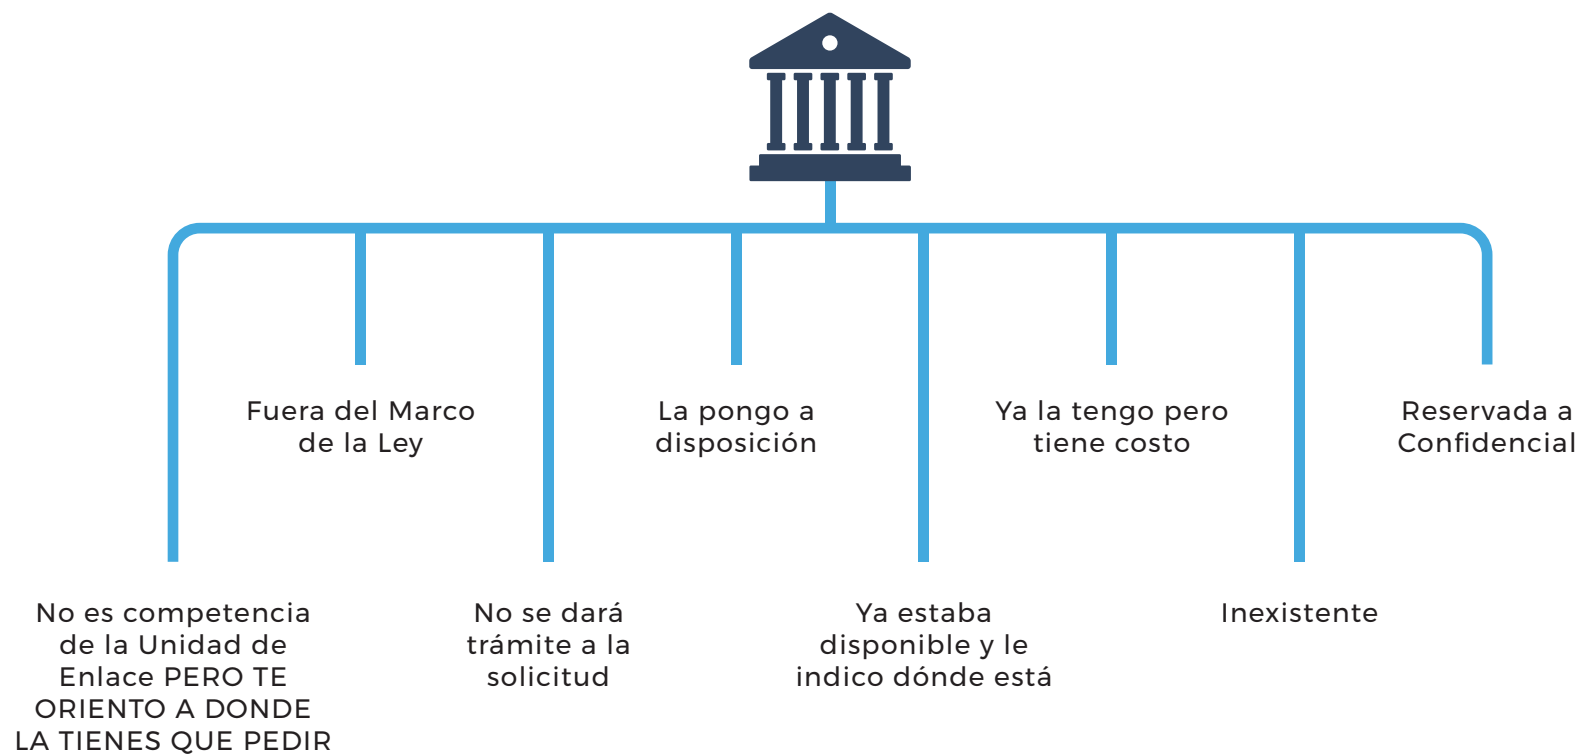 Fuera del Marco
de la Ley
La pongo a
disposición
Ya la tengo pero
tiene costo
Reservada a
Confidencial
No es competencia
de la Unidad de
Enlace PERO TE
ORIENTO A DONDE
LA TIENES QUE PEDIR
No se dará
trámite a la
solicitud
Ya estaba
disponible y le
indico dónde está
Inexistente